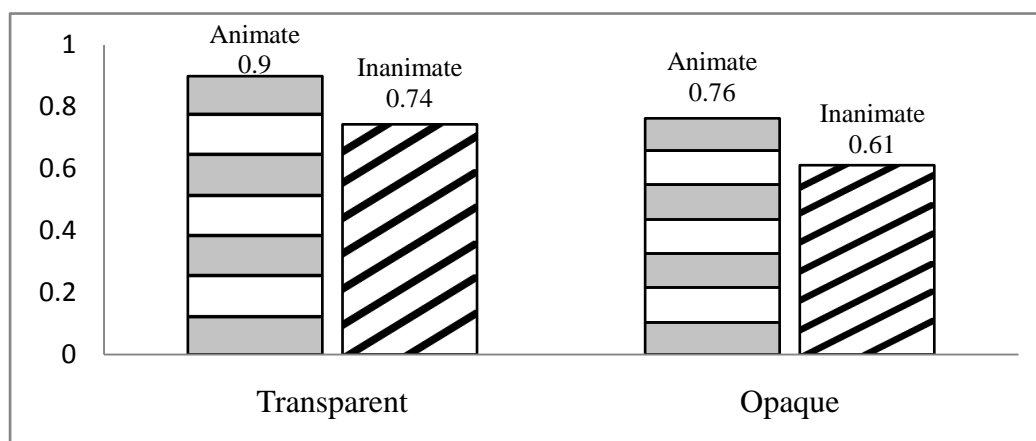 1
0.8
0.6
0.4
0.2
0
Animate
0.9
Inanimate
0.74
Animate
0.76
Inanimate
0.61
Transparent
Opaque